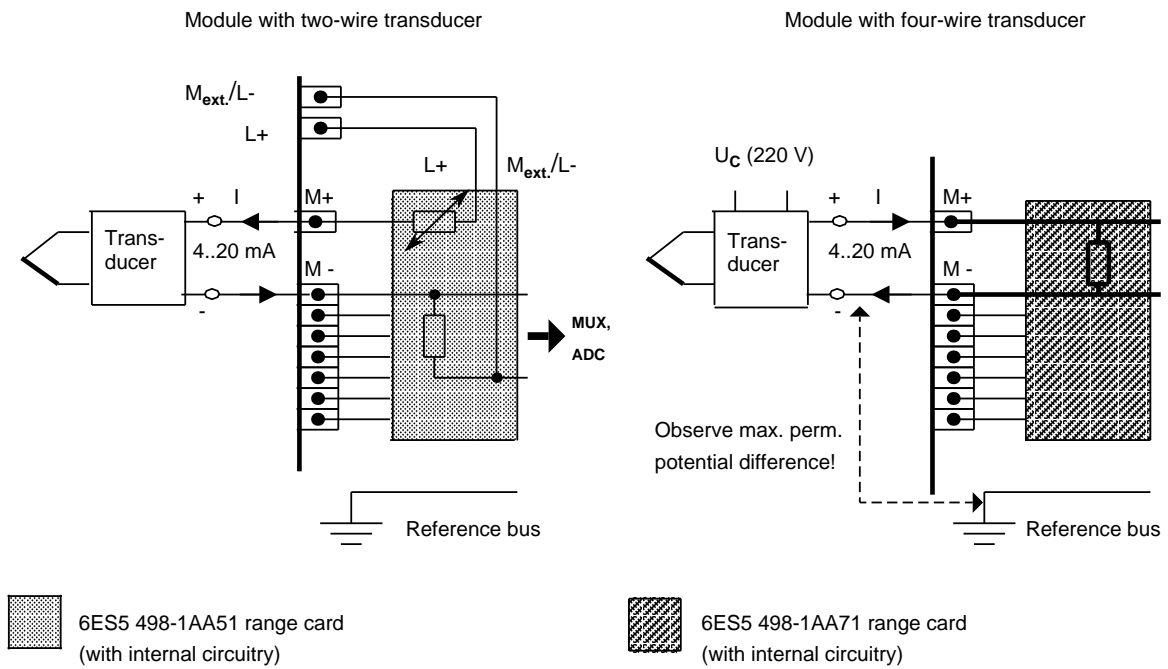 Module with two-wire transducer
Module with four-wire transducer
Mext./L-
L+
L+
Mext./L-
+ I
M+
Trans-
ducer
4..20 mA
M -
-
MUX,
ADC
Reference bus
UC (220 V)
+ I
M+
Trans-
ducer
4..20 mA
M -
-
Observe max. perm.
potential difference!
Reference bus
6ES5 498-1AA51 range card
(with internal circuitry)
6ES5 498-1AA71 range card
(with internal circuitry)